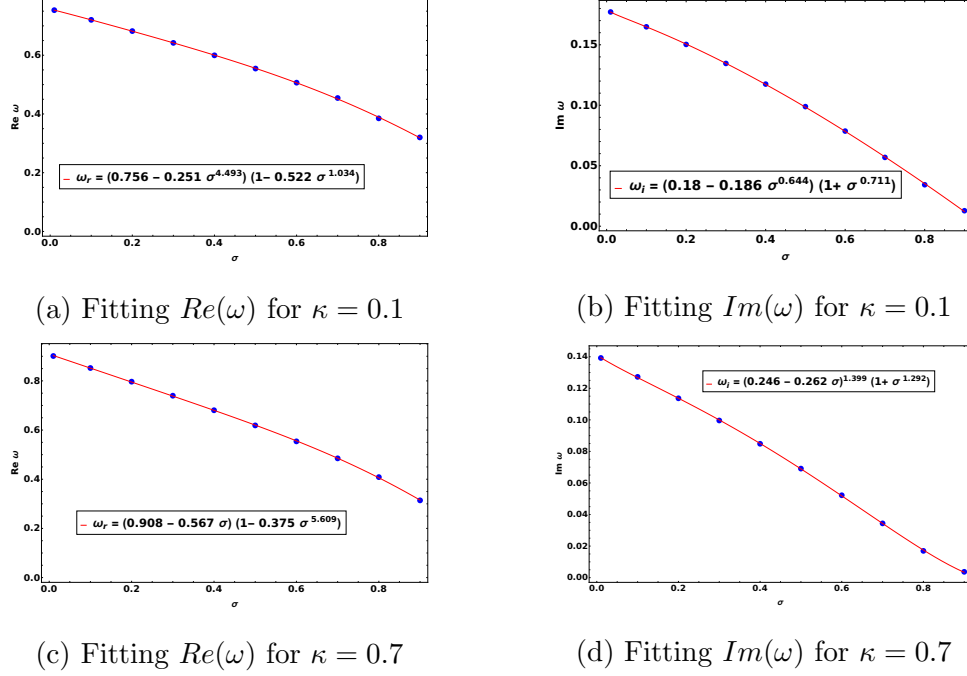 Re ω
0.6
0.4
0.2
0.0
ω_r = (0.756 − 0.251 σ^4.493) (1− 0.522 σ^1.034)
0.0 0.2 0.4 0.6 0.8
σ
(a) Fitting Re(ω) for κ = 0.1
Im ω
0.15
0.10
0.05
0.00
ω_i = (0.18 − 0.186 σ^0.644) (1+ σ^0.711)
0.0 0.2 0.4 0.6 0.8
σ
(b) Fitting Im(ω) for κ = 0.1
Re ω
0.8
0.6
0.4
0.2
0.0
ω_r = (0.908 − 0.567 σ) (1− 0.375 σ^5.609)
0.0 0.2 0.4 0.6 0.8
σ
(c) Fitting Re(ω) for κ = 0.7
Im ω
0.14
0.12
0.10
0.08
0.06
0.04
0.02
0.00
ω_i = (0.246 − 0.262 σ)^1.399 (1+ σ^1.292)
0.0 0.2 0.4 0.6 0.8
σ
(d) Fitting Im(ω) for κ = 0.7